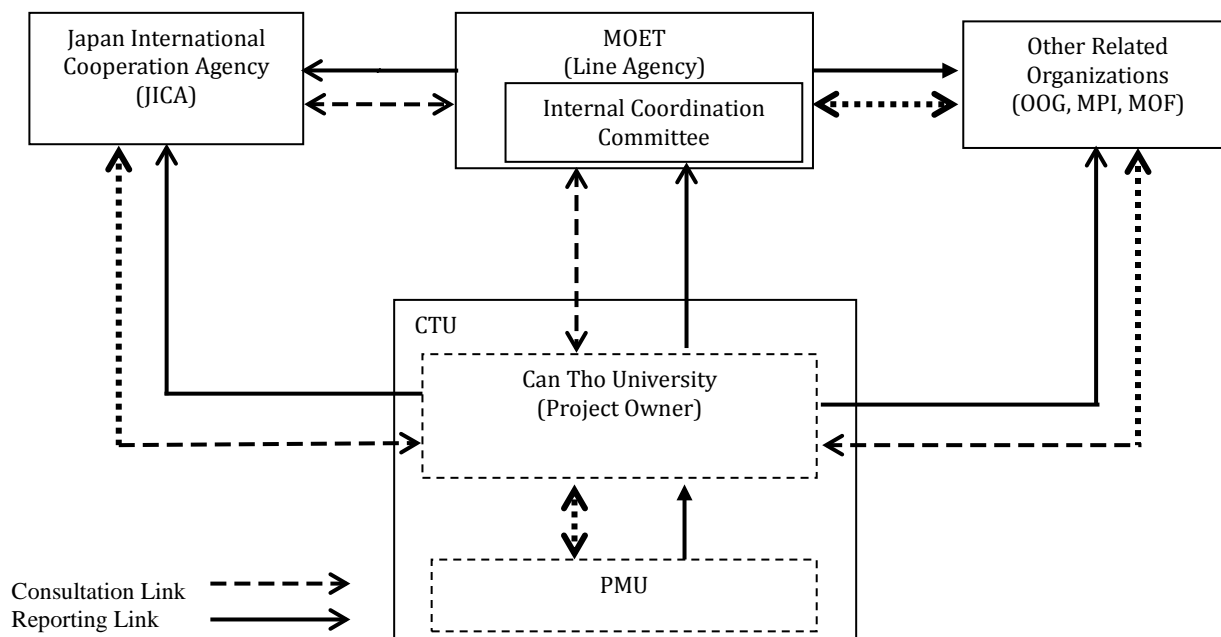 Japan International
Cooperation Agency
(JICA)
MOET
(Line Agency)
Internal Coordination
Committee
Other Related
Organizations
(OOG, MPI, MOF)
CTU
Can Tho University
(Project Owner)
PMU
Consultation Link
Reporting Link